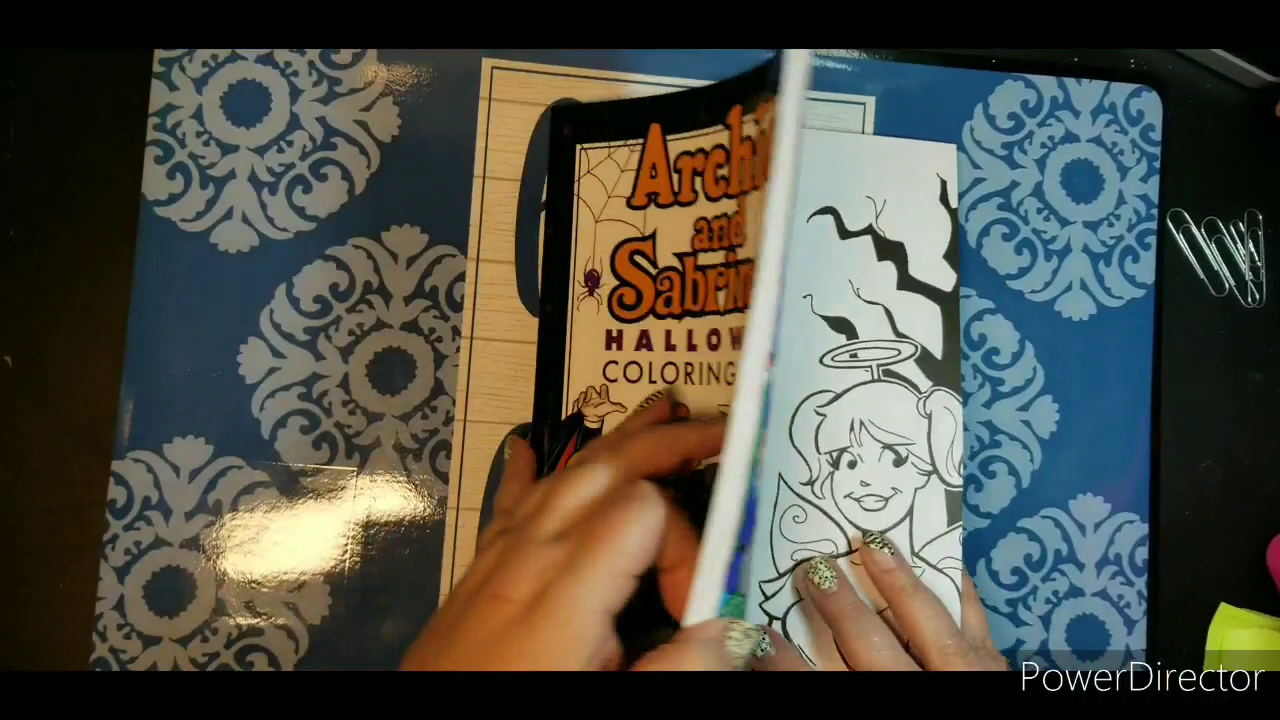 Archi
and
Sabrin
HALLOW
COLORING
PowerDirector